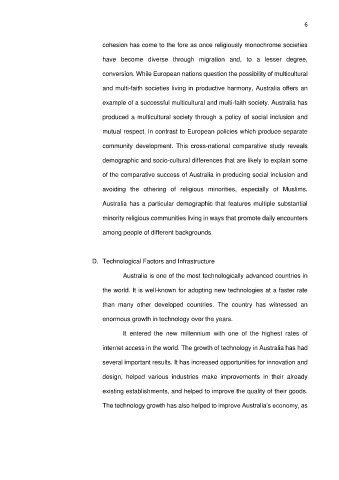 6
cohesion has come to the fore as once religiously monochrome societies
have become diverse through migration and, to a lesser degree,
conversion. While European nations question the possibility of multicultural
and multi-faith societies living in productive harmony, Australia offers an
example of a successful multicultural and multi-faith society. Australia has
produced a multicultural society through a policy of social inclusion and
mutual respect, in contrast to European policies which produce separate
community development. This cross-national comparative study reveals
demographic and socio-cultural differences that are likely to explain some
of the comparative success of Australia in producing social inclusion and
avoiding the othering of religious minorities, especially of Muslims.
Australia has a particular demographic that features multiple substantial
minority religious communities living in ways that promote daily encounters
among people of different backgrounds.
D. Technological Factors and Infrastructure
Australia is one of the most technologically advanced countries in
the world. It is well-known for adopting new technologies at a faster rate
than many other developed countries. The country has witnessed an
enormous growth in technology over the years.
It entered the new millennium with one of the highest rates of
internet access in the world. The growth of technology in Australia has had
several important results. It has increased opportunities for innovation and
design, helped various industries make improvements in their already
existing establishments, and helped to improve the quality of their goods.
The technology growth has also helped to improve Australia's economy, as